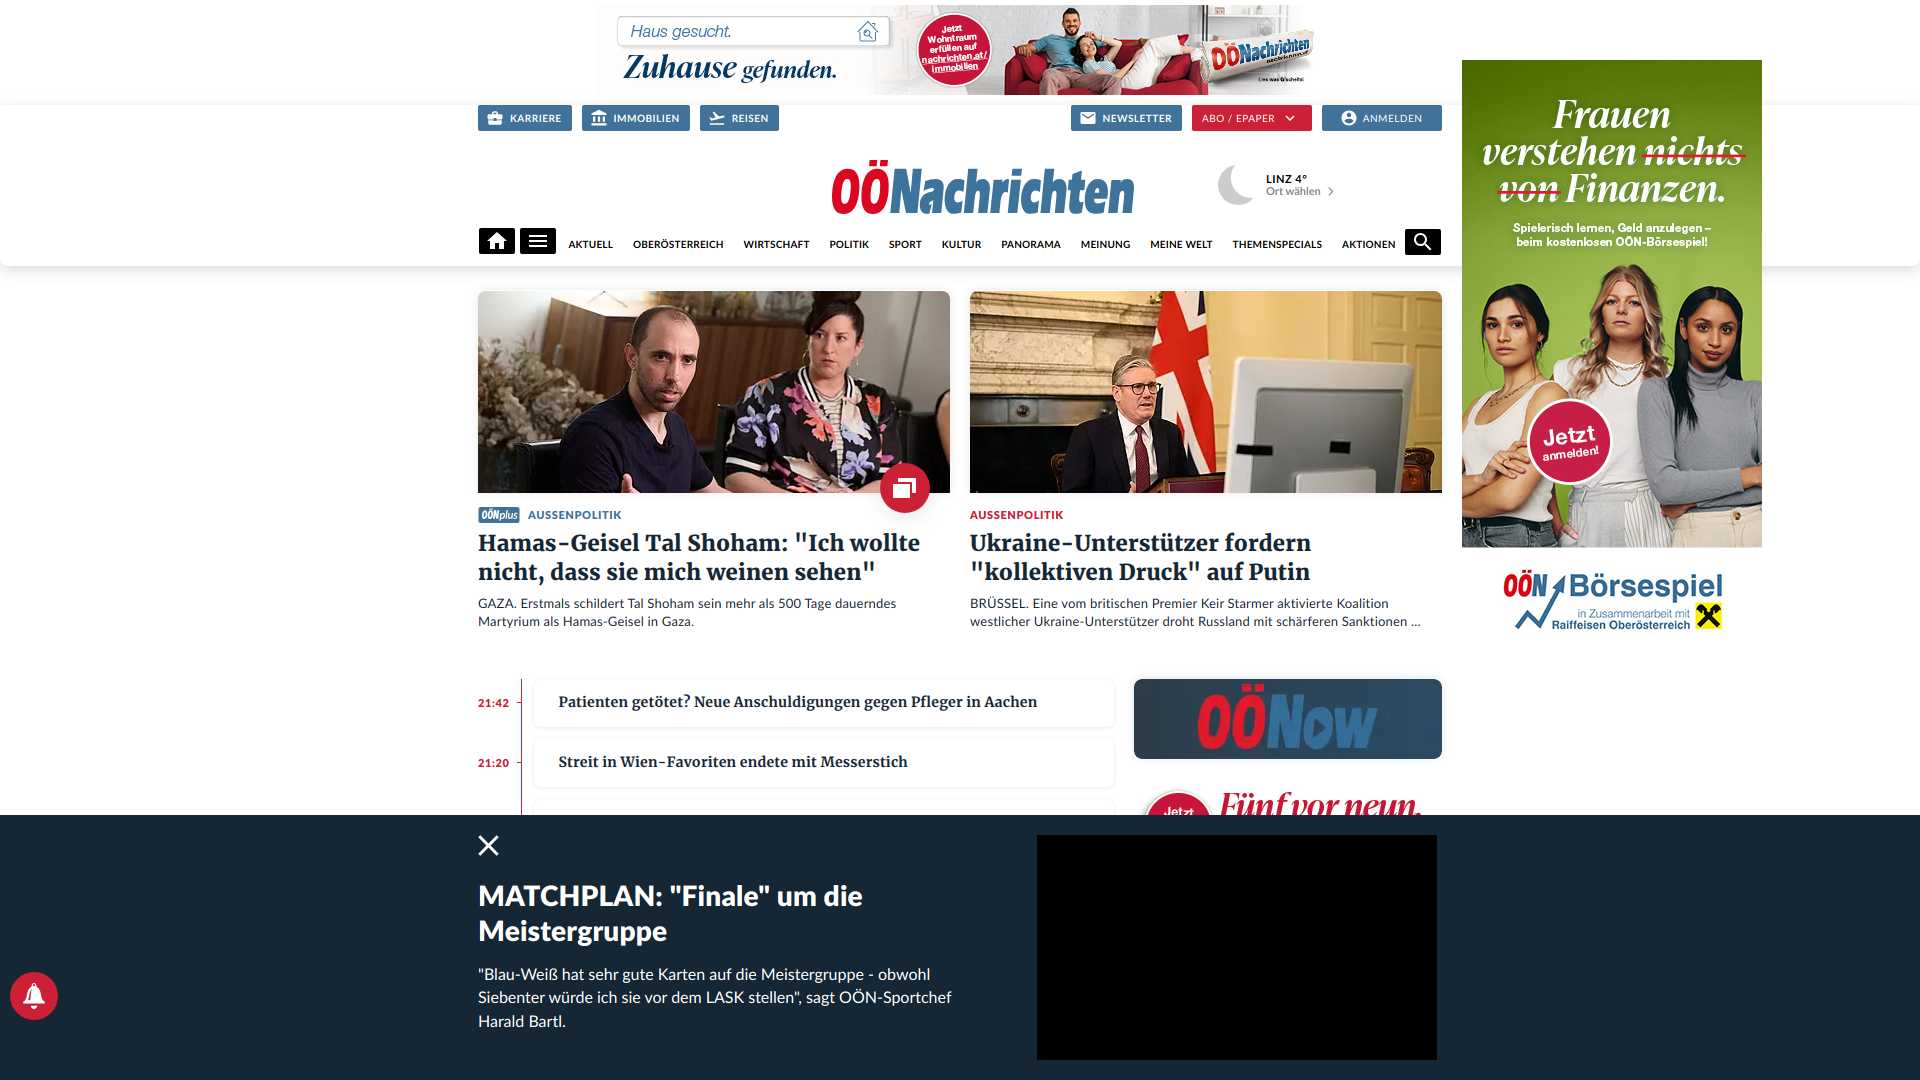 Haus gesucht.
Zuhause gefunden.
Jetzt
Wohntraum
erfüllen auf
nachrichten.at/
immobilien
OÖNachrichten
Lies was G'scheits!
KARRIERE
IMMOBILIEN
REISEN
NEWSLETTER
ABO / EPAPER
ANMELDEN
OÖNachrichten
LINZ 4°
Ort wählen
AKTUELL
OBERÖSTERREICH
WIRTSCHAFT
POLITIK
SPORT
KULTUR
PANORAMA
MEINUNG
MEINE WELT
THEMENSPECIALS
AKTIONEN
Frauen
verstehen nichts
von Finanzen.
Spielerisch lernen, Geld anzulegen –
beim kostenlosen OÖN-Börsespiel!
Jetzt
anmelden!
OÖN Börsespiel
in Zusammenarbeit mit
Raiffeisen Oberösterreich
OÖNplus AUSSENPOLITIK
Hamas-Geisel Tal Shoham: "Ich wollte
nicht, dass sie mich weinen sehen"
GAZA. Erstmals schildert Tal Shoham sein mehr als 500 Tage dauerndes
Martyrium als Hamas-Geisel in Gaza.
AUSSENPOLITIK
Ukraine-Unterstützer fordern
"kollektiven Druck" auf Putin
BRÜSSEL. Eine vom britischen Premier Keir Starmer aktivierte Koalition
westlicher Ukraine-Unterstützer droht Russland mit schärferen Sanktionen ...
21:42
Patienten getötet? Neue Anschuldigungen gegen Pfleger in Aachen
21:20
Streit in Wien-Favoriten endete mit Messerstich
OÖNow
Jetzt
Fünf vor neun.
MATCHPLAN: "Finale" um die
Meistergruppe
"Blau-Weiß hat sehr gute Karten auf die Meistergruppe - obwohl
Siebenter würde ich sie vor dem LASK stellen", sagt OÖN-Sportchef
Harald Bartl.